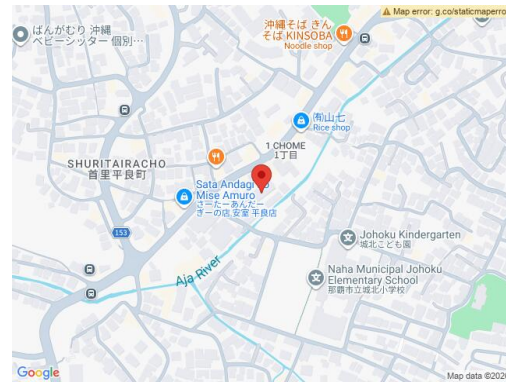 Map error: g.co/staticmaperro
ばんがむり 沖縄
ベビーシッター 個別…
沖縄そば きん
そば KINSOBA
Noodle shop
(有)山七
Rice shop
1 CHOME
1丁目
SHURITAIRACHO
首里平良町
Sata Andagi no
Mise Amuro
さーたーあんだー
ぎーの店 安室 平良店
153
Johoku Kindergarten
城北こども園
Aja River
Naha Municipal Johoku
Elementary School
那覇市立城北小学校
Google
Map data ©2026